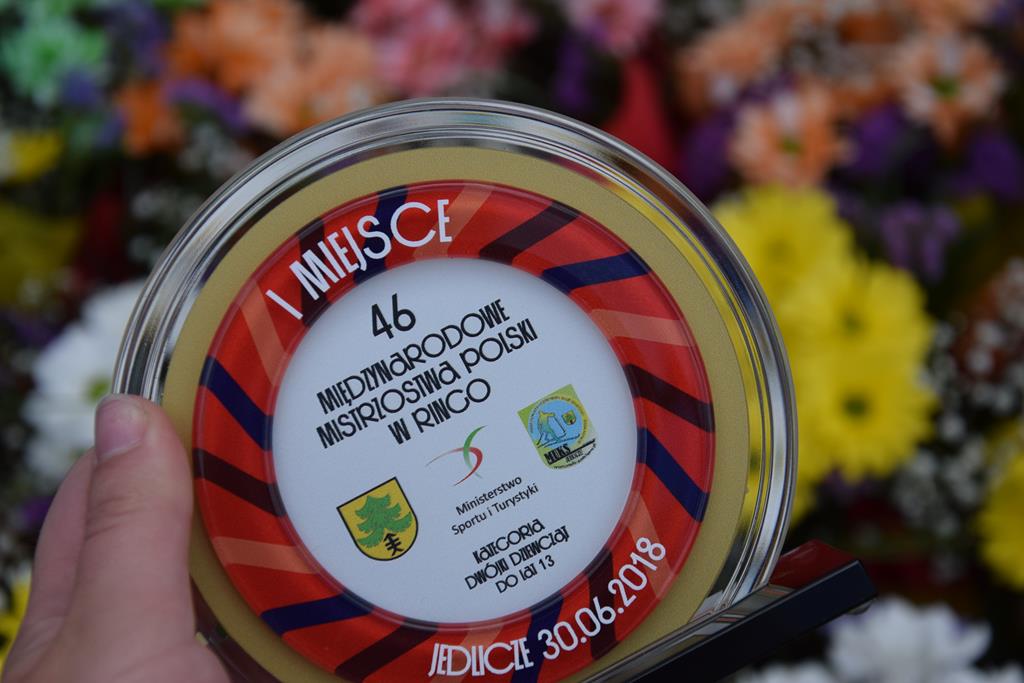 I MIEJSCE
46
MIĘDZYNARODOWE
MISTRZOSTWA POLSKI
W RINGO
MUKS
Ministerstwo
Sportu i Turystyki
KATEGORIA
DWÓJKI DZIEWCZĄT
DO LAT 13
JEDLICZE 30.06.2018